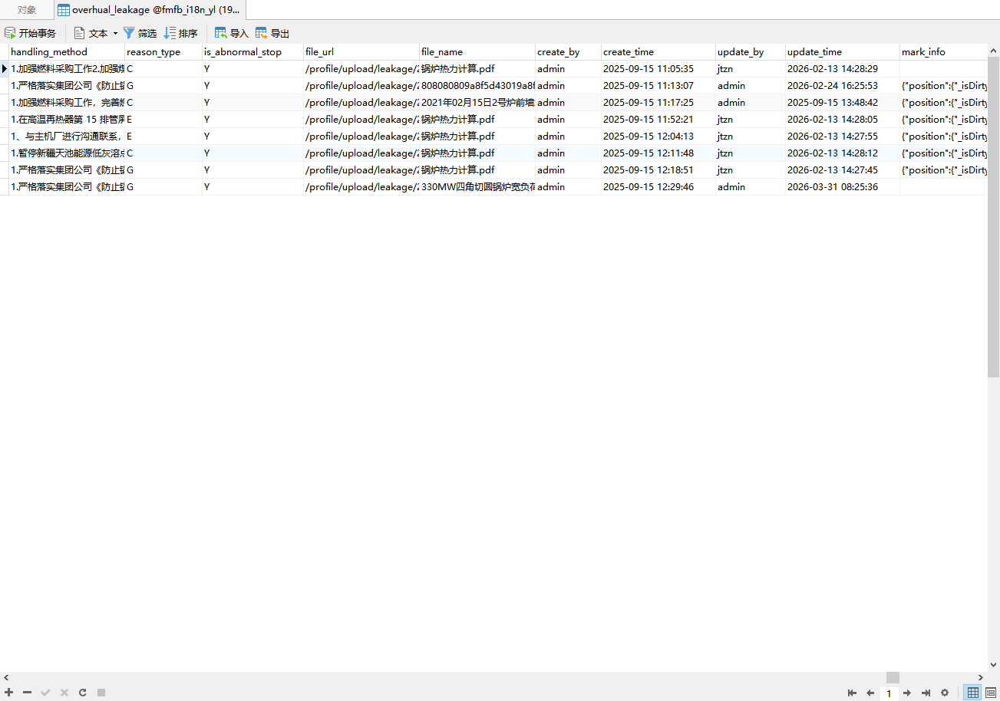 对象 overhual_leakage @fmfb_i18n_yl (19...
开始事务 文本 筛选 排序 导入 导出
handling_method reason_type is_abnormal_stop file_url file_name create_by create_time update_by update_time mark_info
1.加强燃料采购工作2.加强 C Y /profile/upload/leakage/2 锅炉热力计算.pdf admin 2025-09-15 11:05:35 jtzn 2026-02-13 14:28:29
1.严格落实集团公司《防止 G Y /profile/upload/leakage/2 808080809a8f5d43019a8f admin 2025-09-15 11:13:07 admin 2026-02-24 16:25:53 {"position":{"_isDirty
1.加强燃料采购工作，完善 C Y /profile/upload/leakage/2 2021年02月15日2号炉前墙 admin 2025-09-15 11:17:25 admin 2025-09-15 13:48:42 {"position":{"_isDirty
1.在高温再热器第 15 排管屏 E Y /profile/upload/leakage/2 锅炉热力计算.pdf admin 2025-09-15 11:52:21 jtzn 2026-02-13 14:28:05 {"position":{"_isDirty
1、与主机厂进行沟通联系， E Y /profile/upload/leakage/2 锅炉热力计算.pdf admin 2025-09-15 12:04:13 jtzn 2026-02-13 14:27:55 {"position":{"_isDirty
1.暂停新疆天池能源低灰熔点 C Y /profile/upload/leakage/2 锅炉热力计算.pdf admin 2025-09-15 12:11:48 jtzn 2026-02-13 14:28:12 {"position":{"_isDirty
1.严格落实集团公司《防止 G Y /profile/upload/leakage/2 锅炉热力计算.pdf admin 2025-09-15 12:18:51 jtzn 2026-02-13 14:27:45 {"position":{"_isDirty
1.严格落实集团公司《防止 G Y /profile/upload/leakage/2 330MW四角切圆锅炉宽负荷 admin 2025-09-15 12:29:46 admin 2026-03-31 08:25:36
1